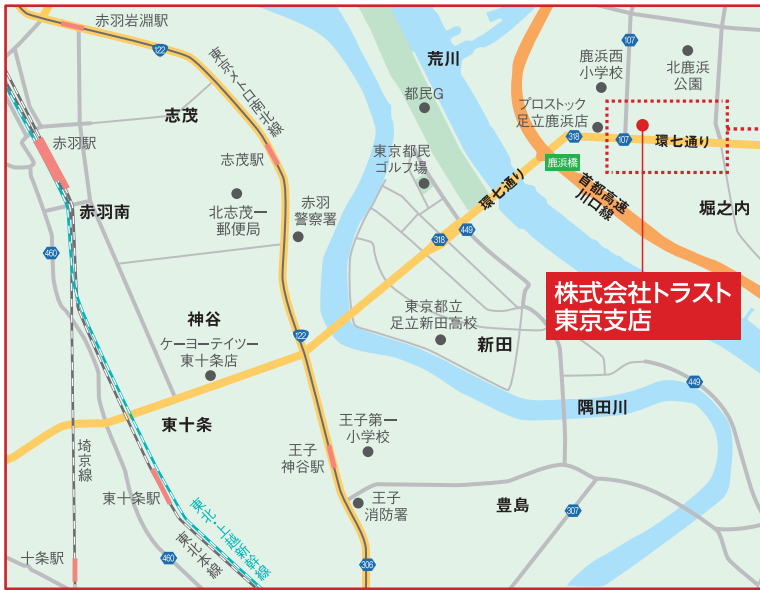 赤羽岩淵駅
122
東京メトロ南北線
荒川
107
鹿浜西
小学校
北鹿浜
公園
都民G
志茂
プロストック
足立鹿浜店
318
107
環七通り
赤羽駅
志茂駅
東京都民
ゴルフ場
鹿浜橋
環七通り
首都高速
川口線
堀之内
赤羽南
北志茂一
郵便局
赤羽
警察署
460
318
449
株式会社トラスト
東京支店
神谷
ケーヨーデイツー
東十条店
122
東京都立
足立新田高校
新田
449
隅田川
東十条
王子第一
小学校
王子
神谷駅
埼京線
東十条駅
王子
消防署
豊島
307
東北・上越新幹線
東北本線
十条駅
460
306